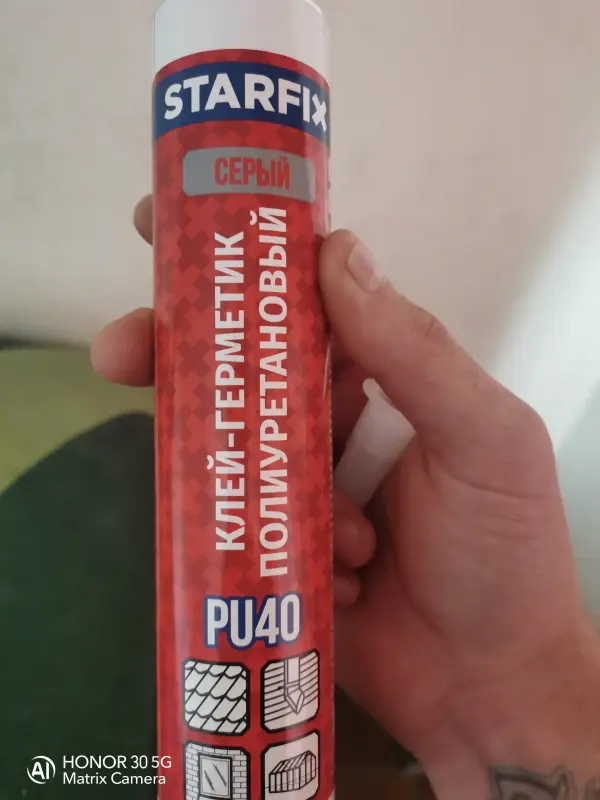 STARFIX
СЕРЫЙ
КЛЕЙ-ГЕРМЕТИК
ПОЛИУРЕТАНОВЫЙ
PU40
HONOR 30 5G
Matrix Camera